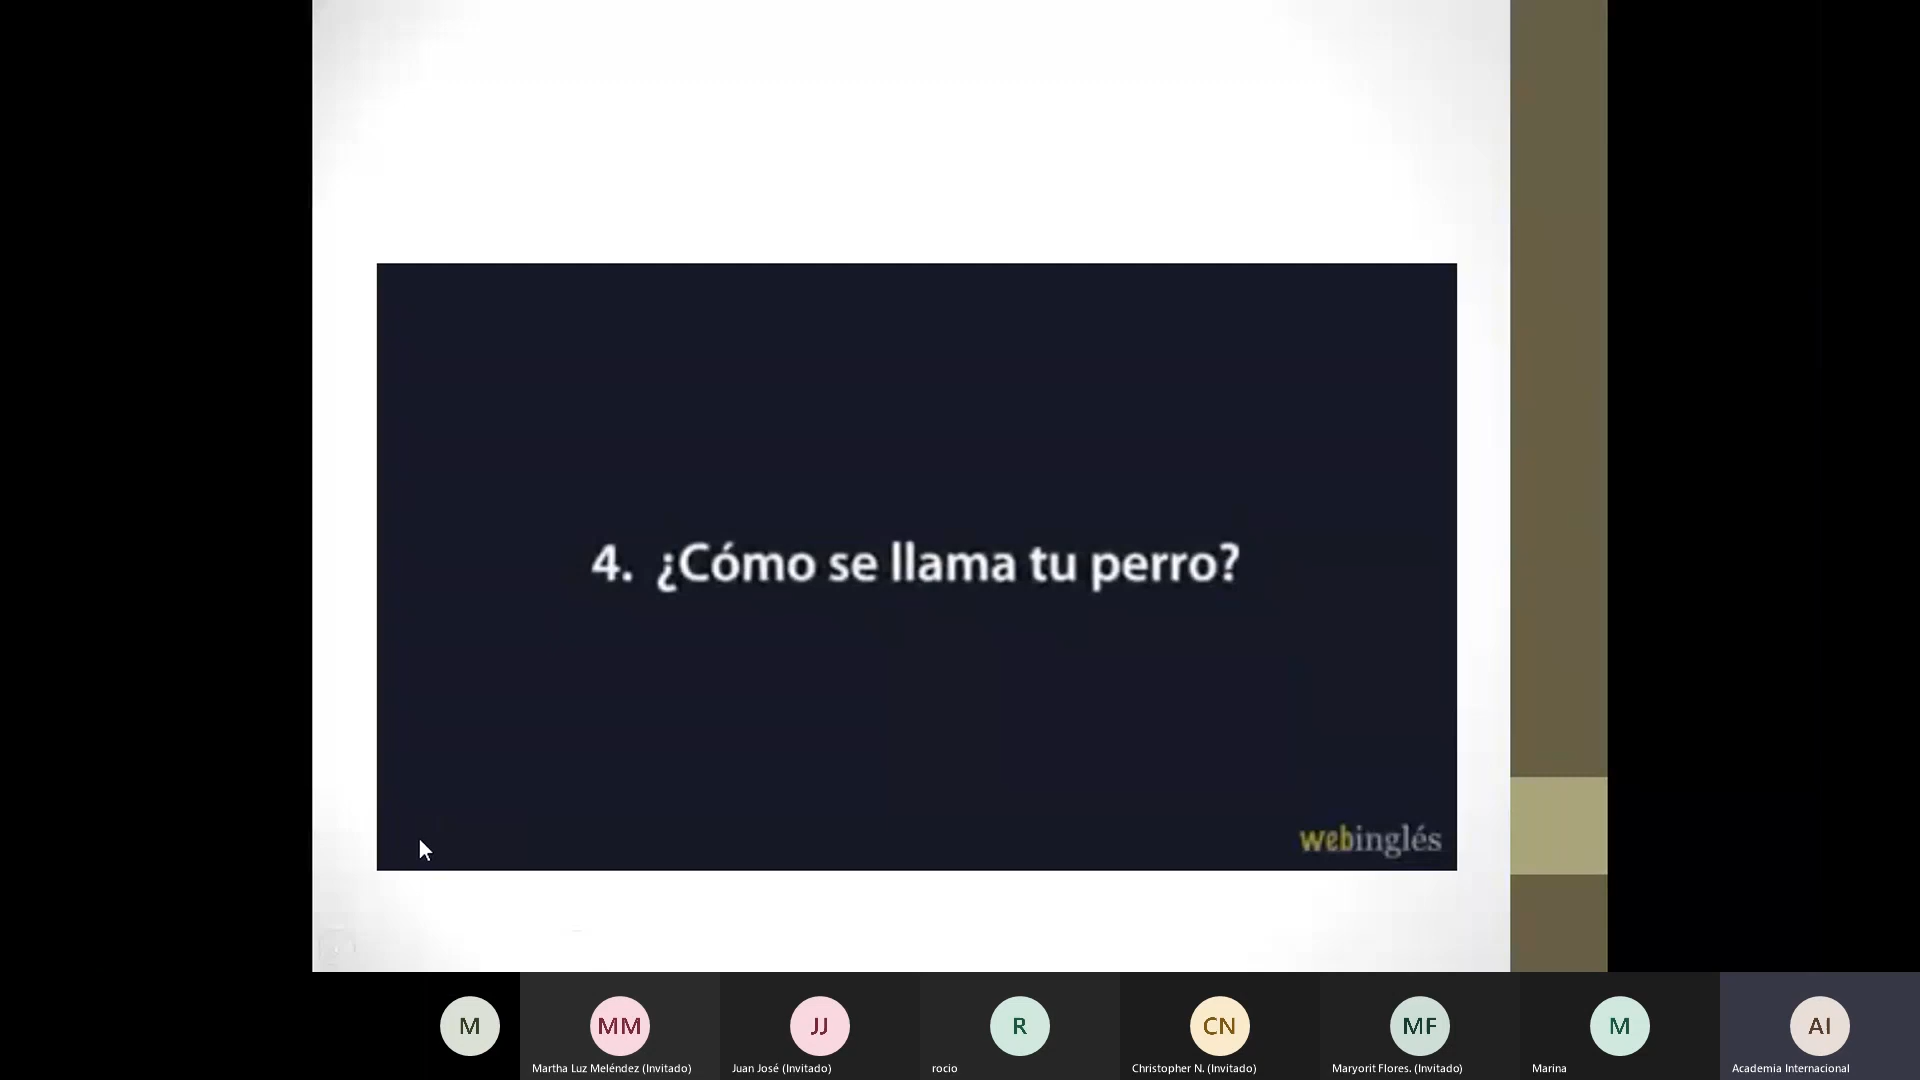 4. ¿Cómo se llama tu perro?
webinglés
M
MM
JJ
R
CN
MF
M
AI
Martha Luz Meléndez (Invitado)
Juan José (Invitado)
rocio
Christopher N. (Invitado)
Maryorit Flores. (Invitado)
Marina
Academia Internacional